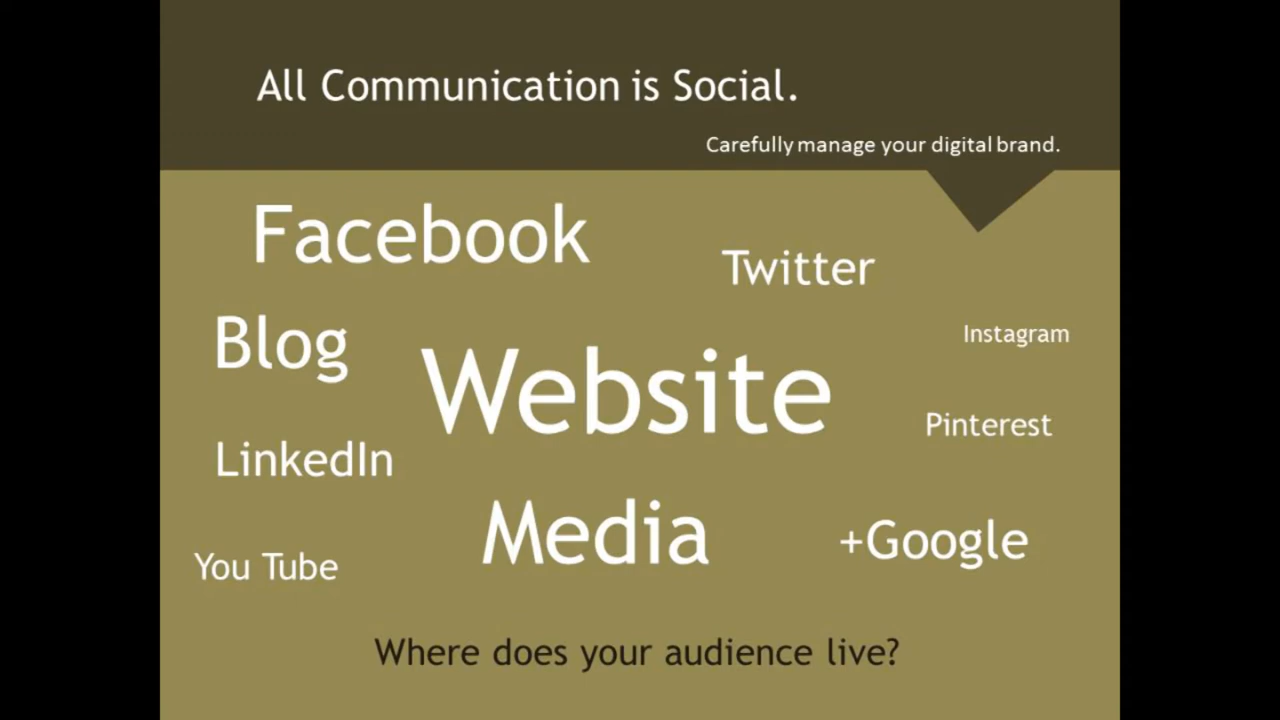 All Communication is Social.
Carefully manage your digital brand.
Facebook
Twitter
Blog
Instagram
Website
Pinterest
LinkedIn
Media
+Google
You Tube
Where does your audience live?